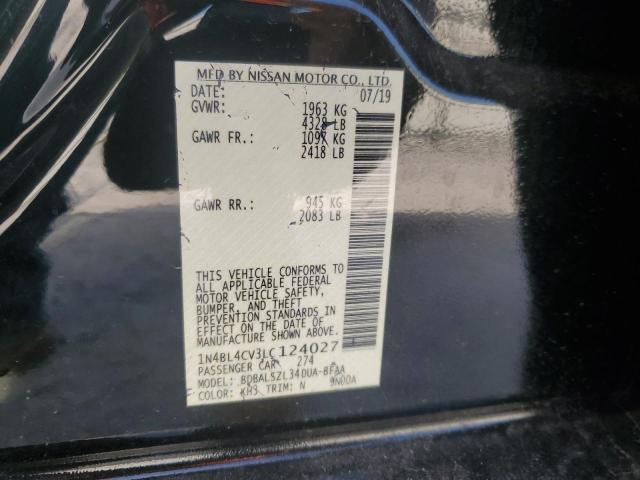 MFD BY NISSAN MOTOR CO., LTD.
DATE: 07/19
GVWR: 1963 KG
4328 LB
GAWR FR.: 1097 KG
2418 LB
GAWR RR.: 945 KG
2083 LB
THIS VEHICLE CONFORMS TO
ALL APPLICABLE FEDERAL
MOTOR VEHICLE SAFETY,
BUMPER, AND THEFT
PREVENTION STANDARDS IN
EFFECT ON THE DATE OF
MANUFACTURE SHOWN ABOVE.
1N4BL4CV3LC124027
PASSENGER CAR 274
MODEL: BDBALSZL34DUA-BFAA
COLOR: KH3 TRIM: N 9N00A